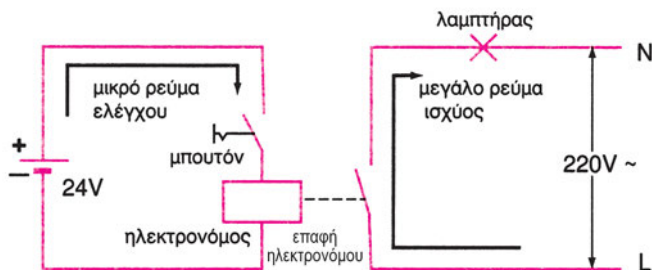 λαμπτήρας
N
μικρό ρεύμα
ελέγχου
μεγάλο ρεύμα
ισχύος
μπουτόν
+
−
24V
220V ~
ηλεκτρονόμος
επαφή
ηλεκτρονόμου
L